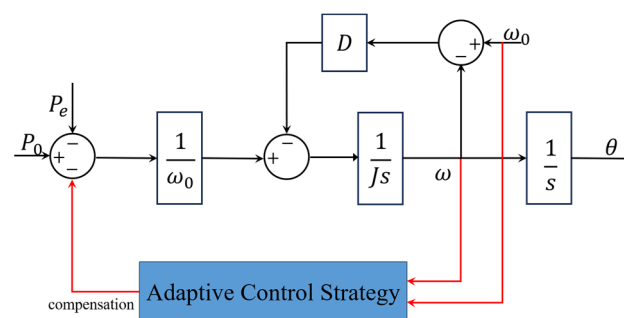 D
−
+
ω₀
Pₑ
P₀
+
−
−
1
ω₀
+
−
1
Js
ω
1
s
θ
Adaptive Control Strategy
compensation